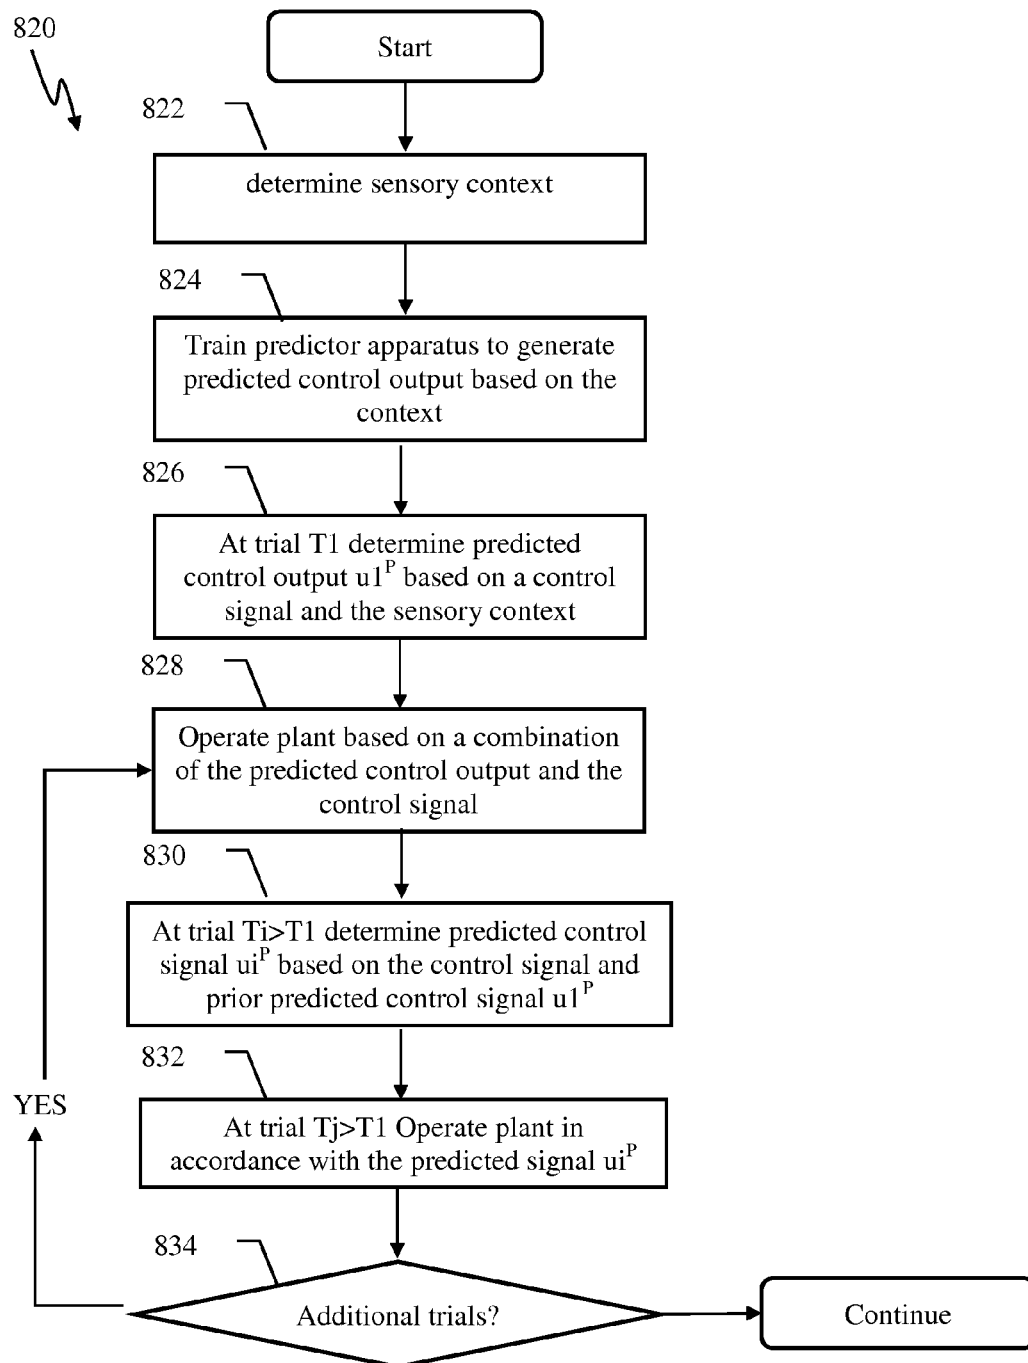 820
Start
822
determine sensory context
824
Train predictor apparatus to generate
predicted control output based on the
context
826
At trial T1 determine predicted
control output u1^P based on a control
signal and the sensory context
828
Operate plant based on a combination
of the predicted control output and the
control signal
830
At trial Ti>T1 determine predicted control
signal ui^P based on the control signal and
prior predicted control signal u1^P
832
YES
At trial Tj>T1 Operate plant in
accordance with the predicted signal ui^P
834
Additional trials?
Continue